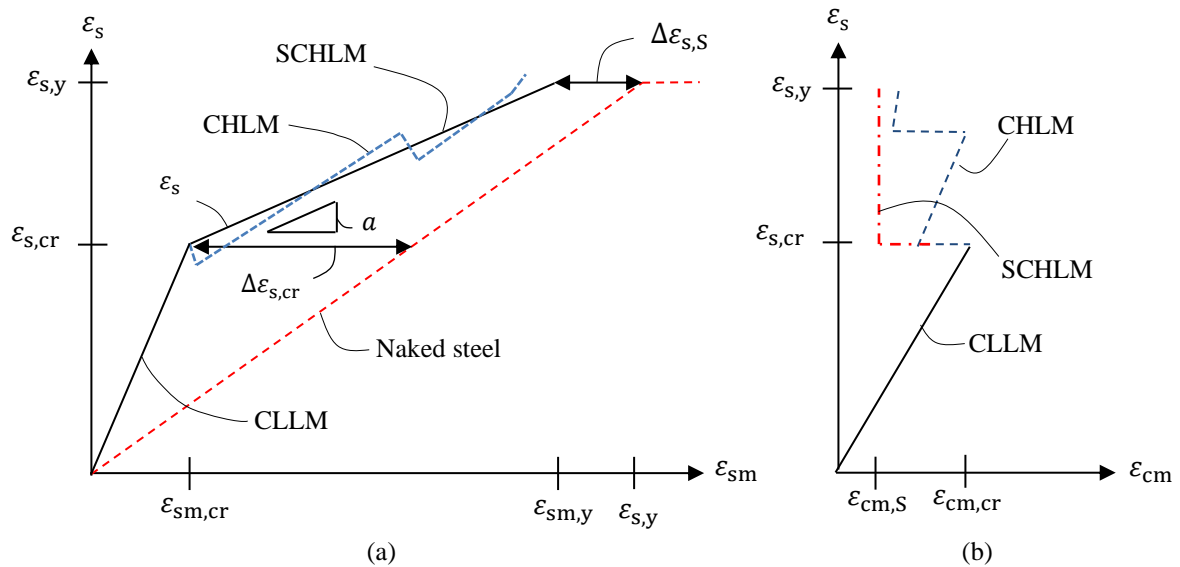 εs
Δεs,S
SCHLM
εs,y
CHLM
εs
a
εs,cr
Δεs,cr
Naked steel
CLLM
εsm
εsm,cr
εsm,y
εs,y
(a)
εs
εs,y
CHLM
εs,cr
SCHLM
CLLM
εcm
εcm,S
εcm,cr
(b)